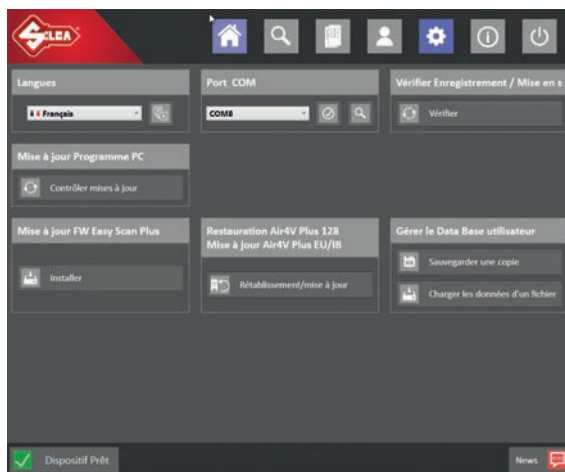 SILCA
Langues
Port COM
Vérifier Enregistrement / Mise en s
Français
COM8
Vérifier
Mise à jour Programme PC
Contrôler mises à jour
Mise à jour FW Easy Scan Plus
Restauration Air4V Plus 128
Mise à jour Air4V Plus EU/I8
Gérer le Data Base utilisateur
Installer
Rétablissement/mise à jour
Sauvegarder une copie
Charger les données d'un fichier
Dispositif Prêt
News